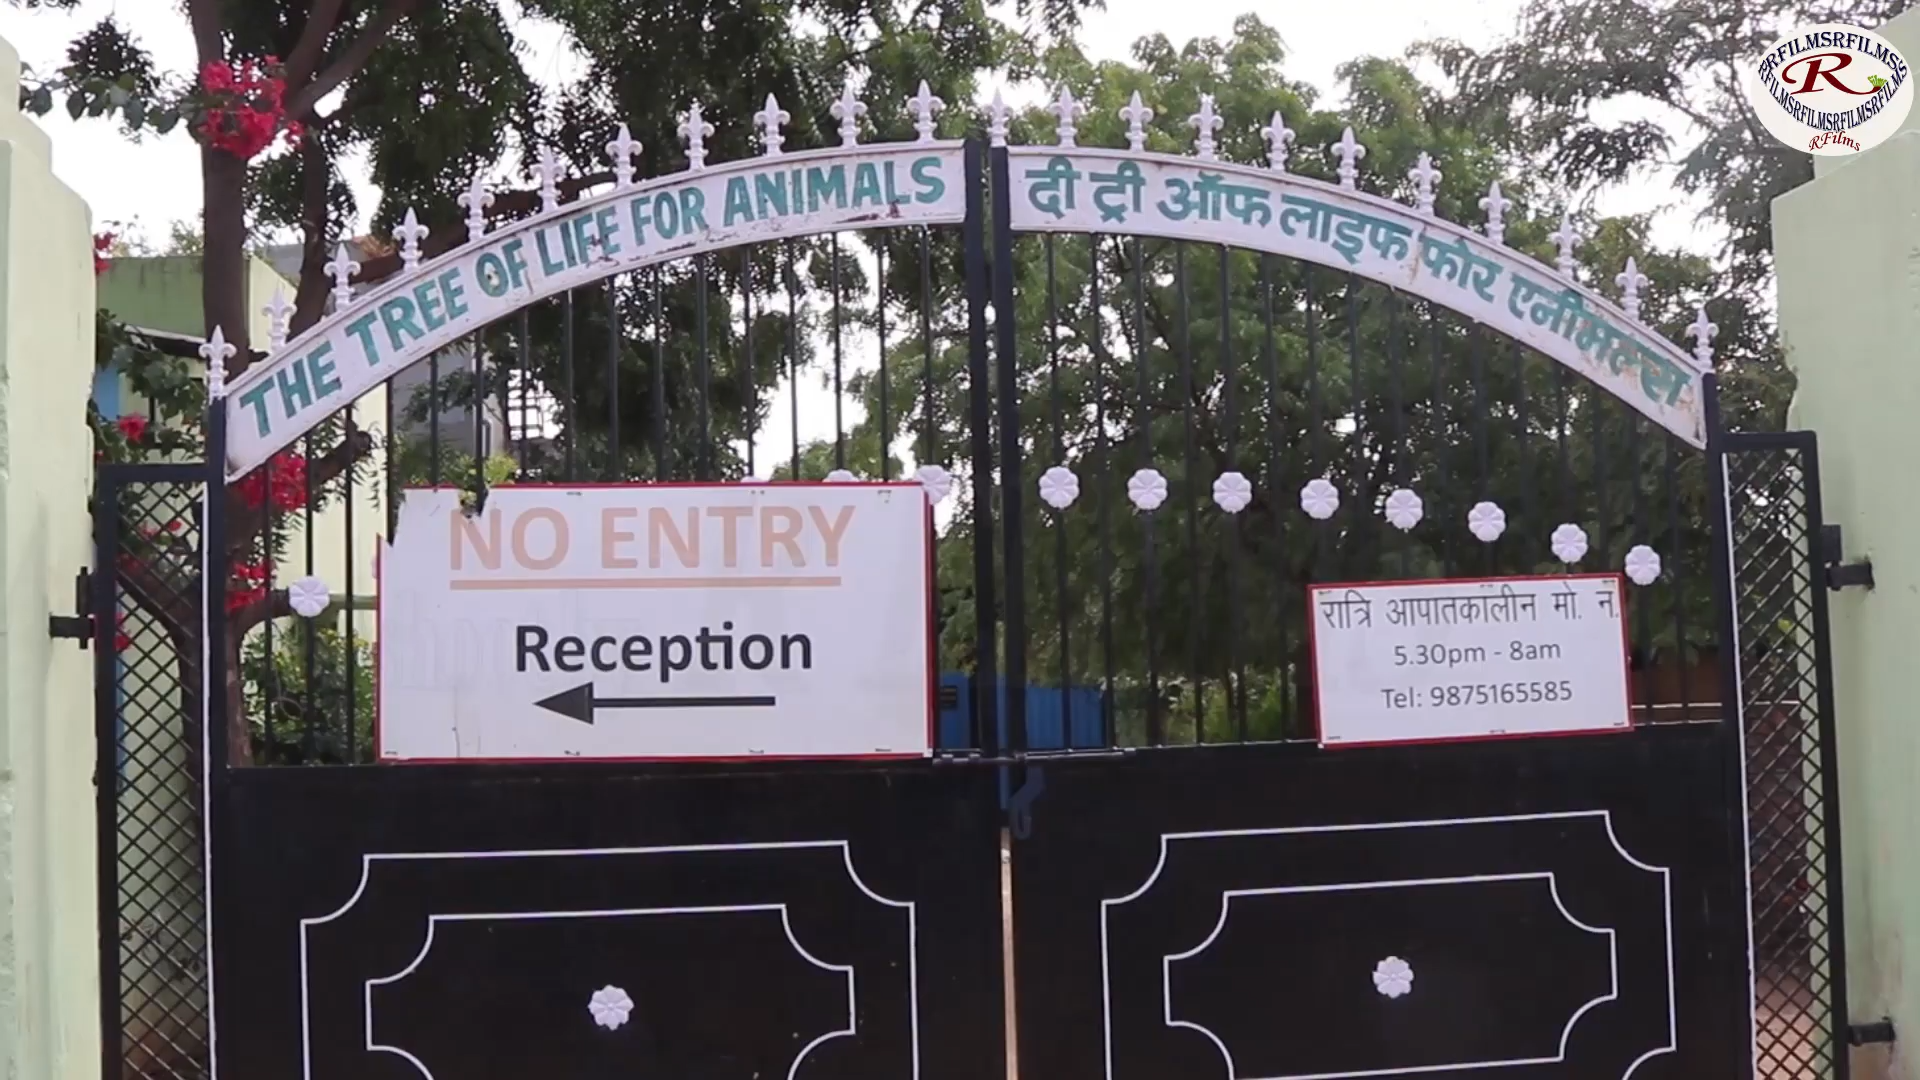 THE TREE OF LIFE FOR ANIMALS
दी ट्री ऑफ लाइफ फोर एनीमल्स
NO ENTRY
Reception
रात्रि आपातकालीन मो. न.
5.30pm - 8am
Tel: 9875165585
RFILMSRFILMS
R
RFilms